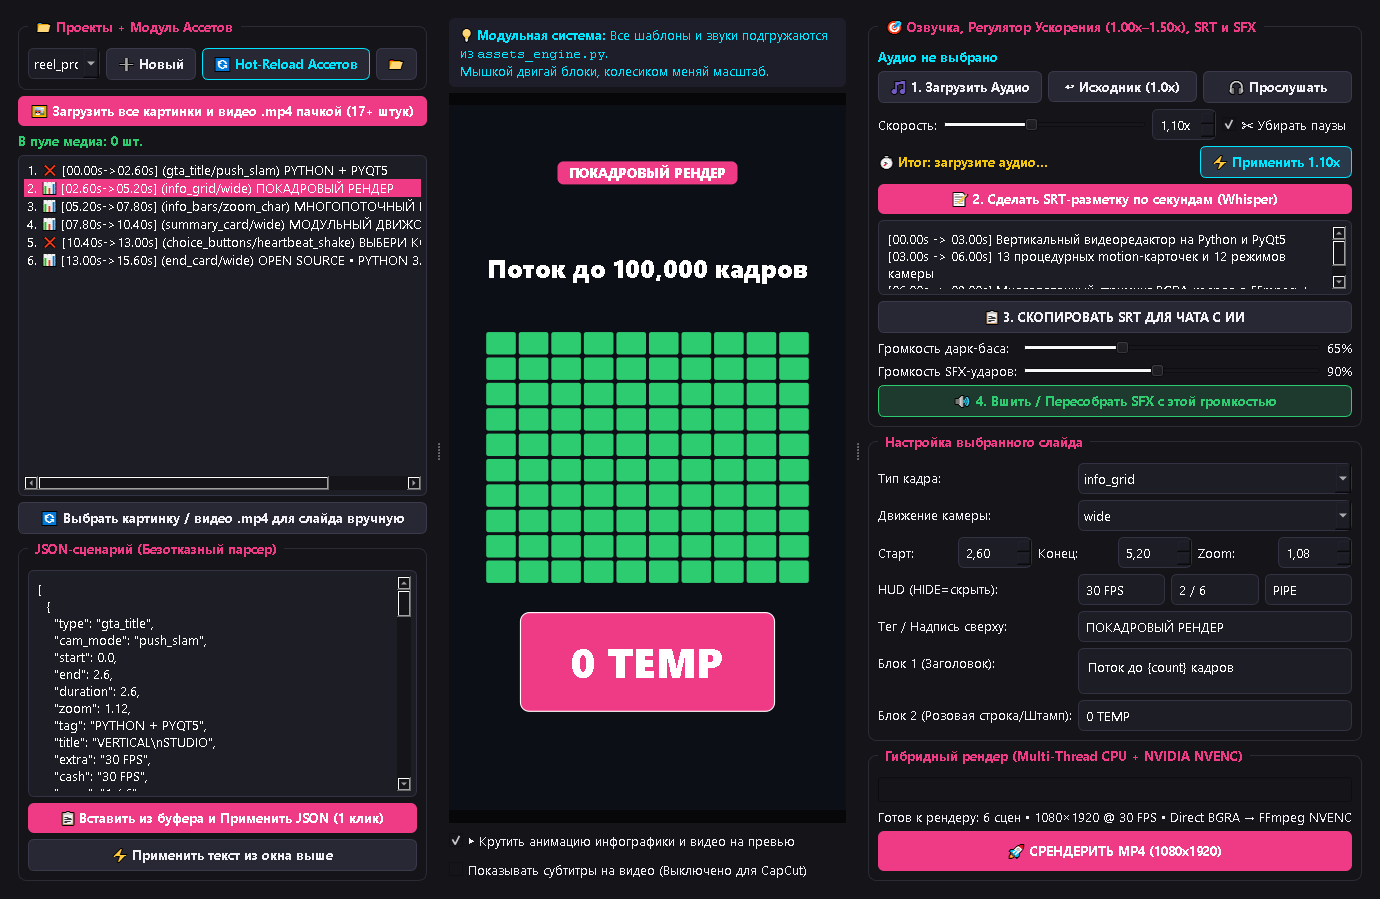 Проекты + Модуль Ассетов
reel_prc
Новый
Hot-Reload Ассетов
Загрузить все картинки и видео .mp4 пачкой (17+ штук)
В пуле медиа: 0 шт.
1. [00.00s->02.60s] (gta_title/push_slam) PYTHON + PYQT5
2. [02.60s->05.20s] (info_grid/wide) ПОКАДРОВЫЙ РЕНДЕР
3. [05.20s->07.80s] (info_bars/zoom_char) МНОГОПОТОЧНЫЙ
4. [07.80s->10.40s] (summary_card/wide) МОДУЛЬНЫЙ ДВИЖО
5. [10.40s->13.00s] (choice_buttons/heartbeat_shake) ВЫБЕРИ К
6. [13.00s->15.60s] (end_card/wide) OPEN SOURCE • PYTHON 3.
Выбрать картинку / видео .mp4 для слайда вручную
JSON-сценарий (Безотказный парсер)
[
{
"type": "gta_title",
"cam_mode": "push_slam",
"start": 0.0,
"end": 2.6,
"duration": 2.6,
"zoom": 1.12,
"tag": "PYTHON + PYQT5",
"title": "VERTICAL\nSTUDIO",
"extra": "30 FPS",
"cash": "30 FPS",
Вставить из буфера и Применить JSON (1 клик)
Применить текст из окна выше
Модульная система: Все шаблоны и звуки подгружаются
из assets_engine.py.
Мышкой двигай блоки, колесиком меняй масштаб.
ПОКАДРОВЫЙ РЕНДЕР
Поток до 100,000 кадров
0 TEMP
Крутить анимацию инфографики и видео на превью
Показывать субтитры на видео (Выключено для CapCut)
Озвучка, Регулятор Ускорения (1.00x–1.50x), SRT и SFX
Аудио не выбрано
1. Загрузить Аудио
Исходник (1.0x)
Прослушать
Скорость:
1,10x
Убирать паузы
Итог: загрузите аудио...
Применить 1.10x
2. Сделать SRT-разметку по секундам (Whisper)
[00.00s -> 03.00s] Вертикальный видеоредактор на Python и PyQt5
[03.00s -> 06.00s] 13 процедурных motion-карточек и 12 режимов
камеры
3. СКОПИРОВАТЬ SRT ДЛЯ ЧАТА С ИИ
Громкость дарк-баса: 65%
Громкость SFX-ударов: 90%
4. Вшить / Пересобрать SFX с этой громкостью
Настройка выбранного слайда
Тип кадра: info_grid
Движение камеры: wide
Старт: 2,60 Конец: 5,20 Zoom: 1,08
HUD (HIDE=скрыть): 30 FPS 2 / 6 PIPE
Тег / Надпись сверху: ПОКАДРОВЫЙ РЕНДЕР
Блок 1 (Заголовок): Поток до {count} кадров
Блок 2 (Розовая строка/Штамп): 0 TEMP
Гибридный рендер (Multi-Thread CPU + NVIDIA NVENC)
Готов к рендеру: 6 сцен • 1080×1920 @ 30 FPS • Direct BGRA → FFmpeg NVENC
СРЕНДЕРИТЬ MP4 (1080x1920)